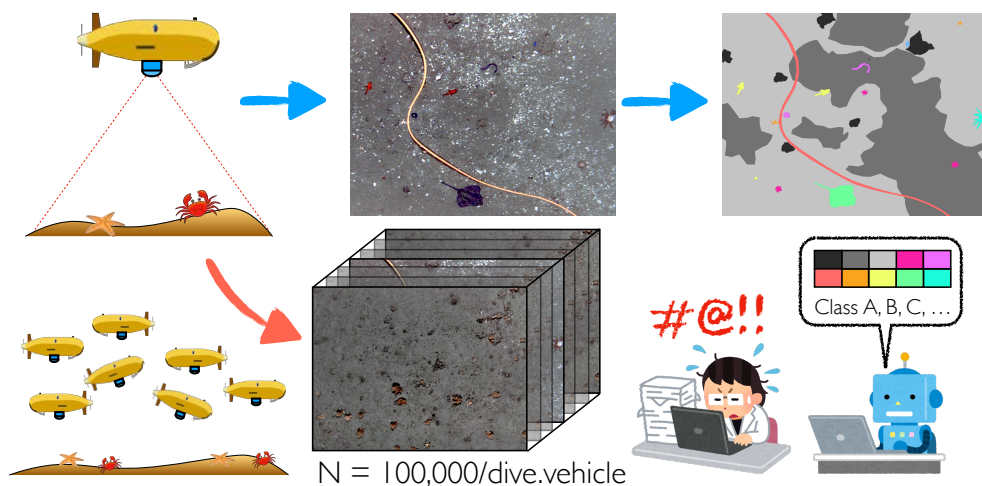 #@!!
Class A, B, C, ...
N = 100,000/dive.vehicle